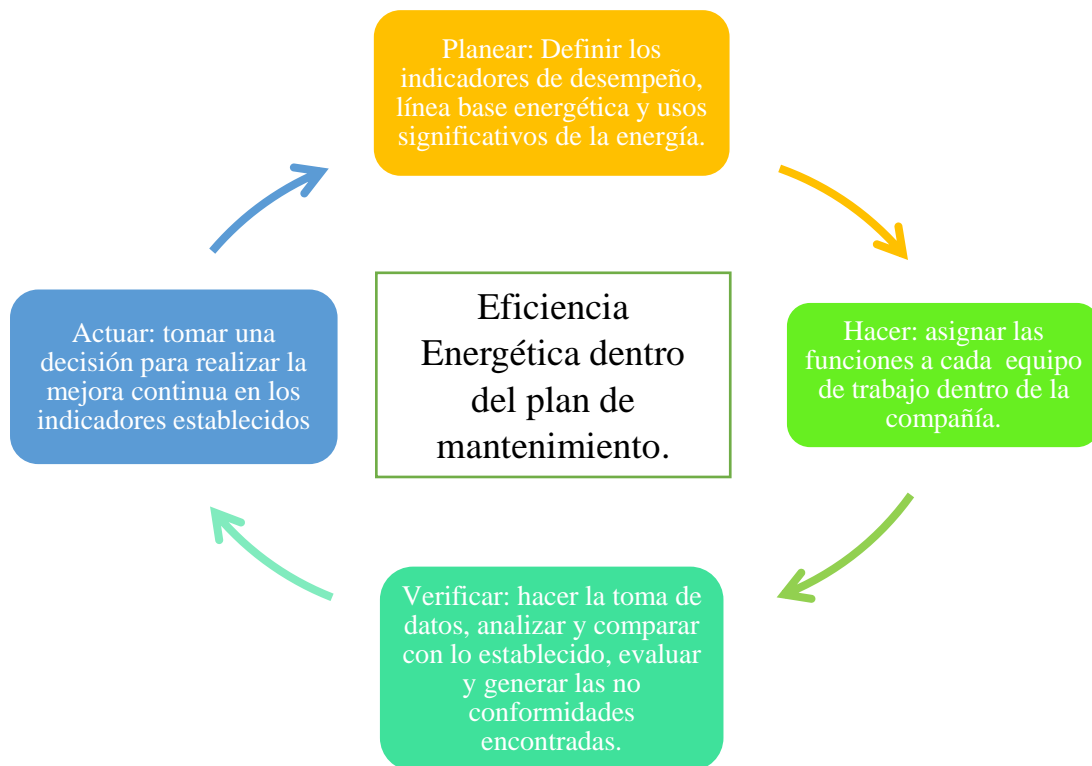 Planear: Definir los
indicadores de desempeño,
línea base energética y usos
significativos de la energía.
Hacer: asignar las
funciones a cada  equipo
de trabajo dentro de la
compañía.
Verificar: hacer la toma de
datos, analizar y comparar
con lo establecido, evaluar
y generar las no
conformidades
encontradas.
Actuar: tomar una
decisión para realizar la
mejora continua en los
indicadores establecidos
Eficiencia
Energética dentro
del plan de
mantenimiento.